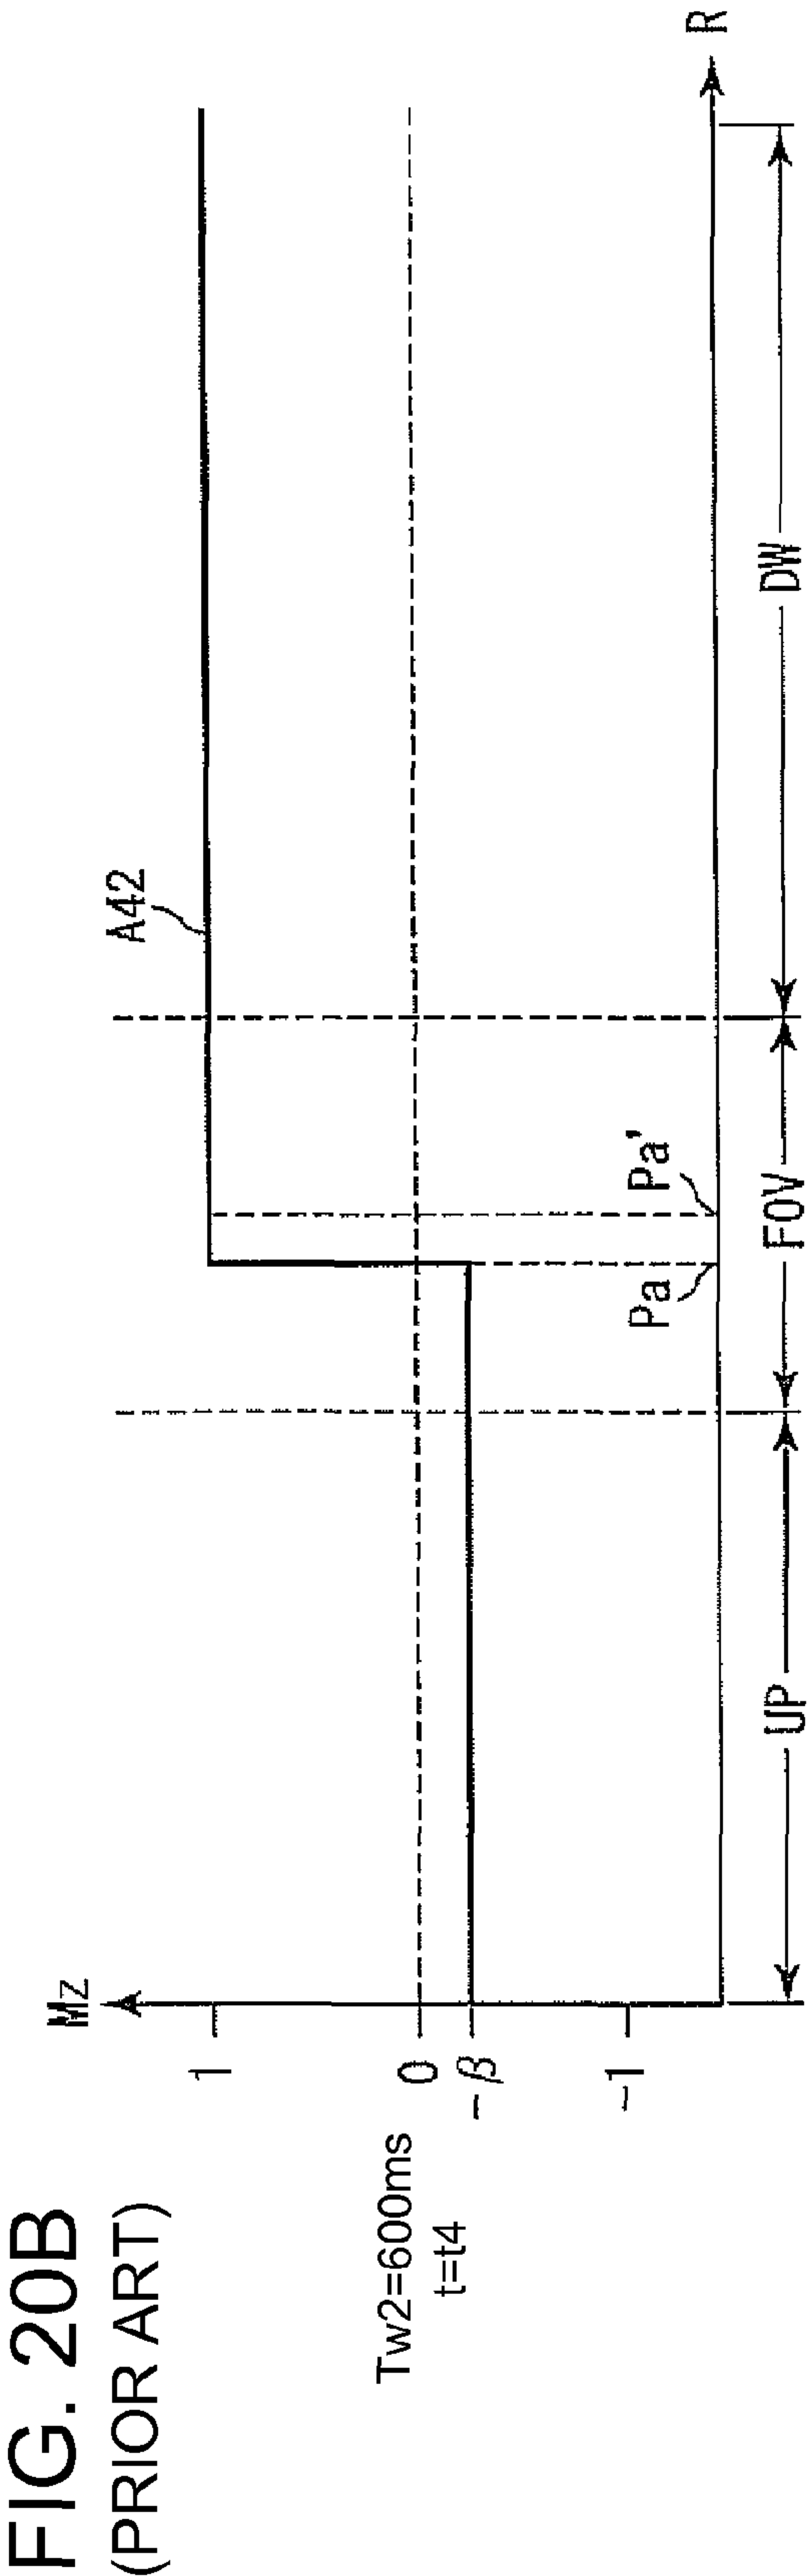 FIG. 20B
(PRIOR ART)
Tw2=600ms
t=t4
Mz
1
0
-β
-1
A42
Pa
Pa'
R
UP
FOV
DW